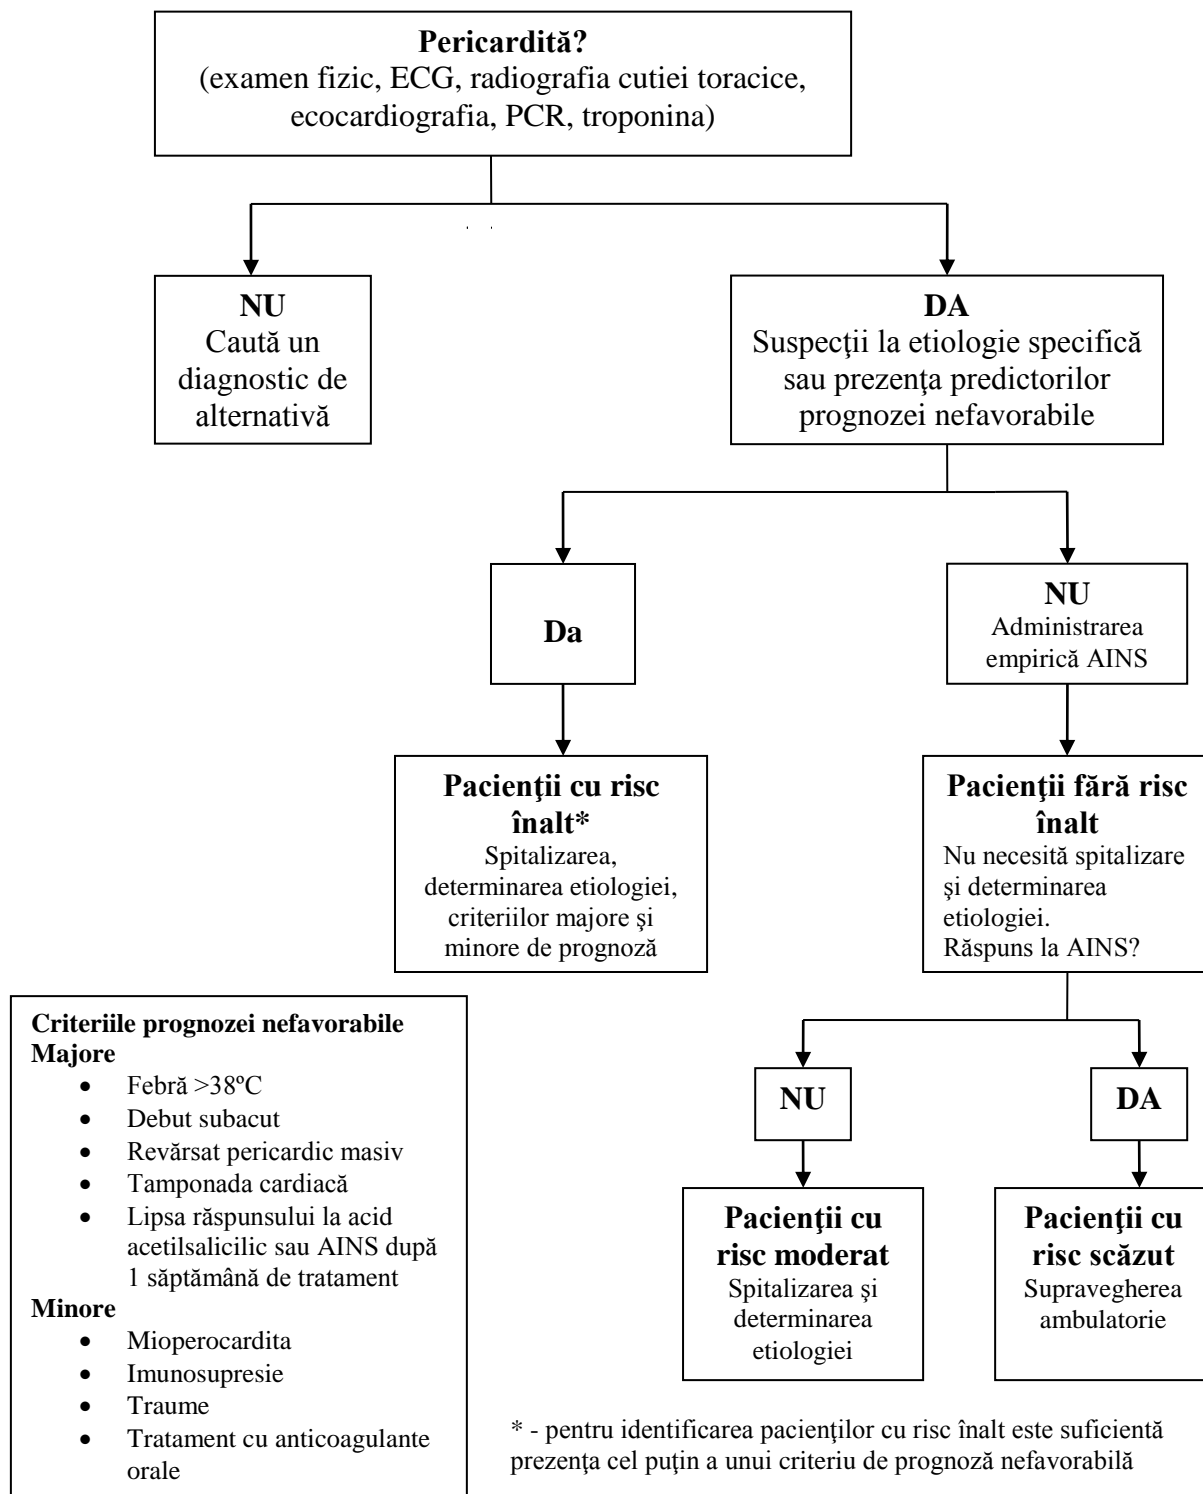 Pericardită?
(examen fizic, ECG, radiografia cutiei toracice,
ecocardiografia, PCR, troponina)
NU
Caută un
diagnostic de
alternativă
DA
Suspecţii la etiologie specifică
sau prezenţa predictorilor
prognozei nefavorabile
Da
NU
Administrarea
empirică AINS
Pacienţii cu risc
înalt*
Spitalizarea,
determinarea etiologiei,
criteriilor majore şi
minore de prognoză
Pacienţii fără risc
înalt
Nu necesită spitalizare
şi determinarea
etiologiei.
Răspuns la AINS?
NU
DA
Pacienţii cu
risc moderat
Spitalizarea şi
determinarea
etiologiei
Pacienţii cu
risc scăzut
Supravegherea
ambulatorie
Criteriile prognozei nefavorabile
Majore
• Febră >38ºC
• Debut subacut
• Revărsat pericardic masiv
• Tamponada cardiacă
• Lipsa răspunsului la acid
acetilsalicilic sau AINS după
1 săptămână de tratament
Minore
• Mioperocardita
• Imunosupresie
• Traume
• Tratament cu anticoagulante
orale
* - pentru identificarea pacienţilor cu risc înalt este suficientă
prezenţa cel puţin a unui criteriu de prognoză nefavorabilă